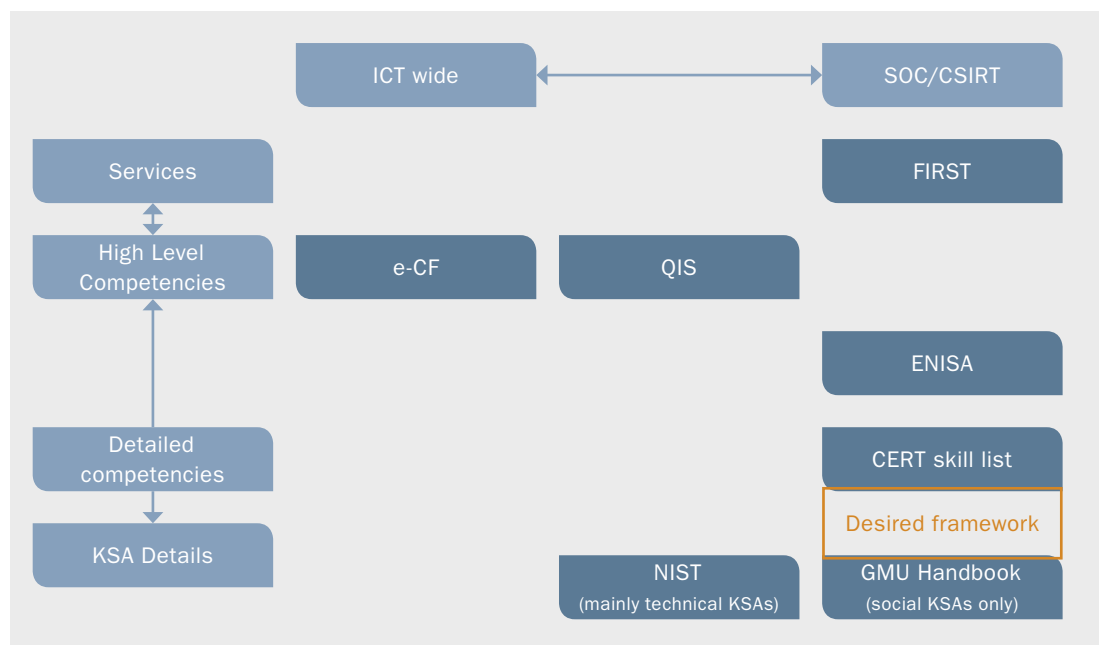 ICT wide
SOC/CSIRT
Services
FIRST
High Level
Competencies
e-CF
QIS
ENISA
Detailed
competencies
CERT skill list
Desired framework
KSA Details
NIST
(mainly technical KSAs)
GMU Handbook
(social KSAs only)